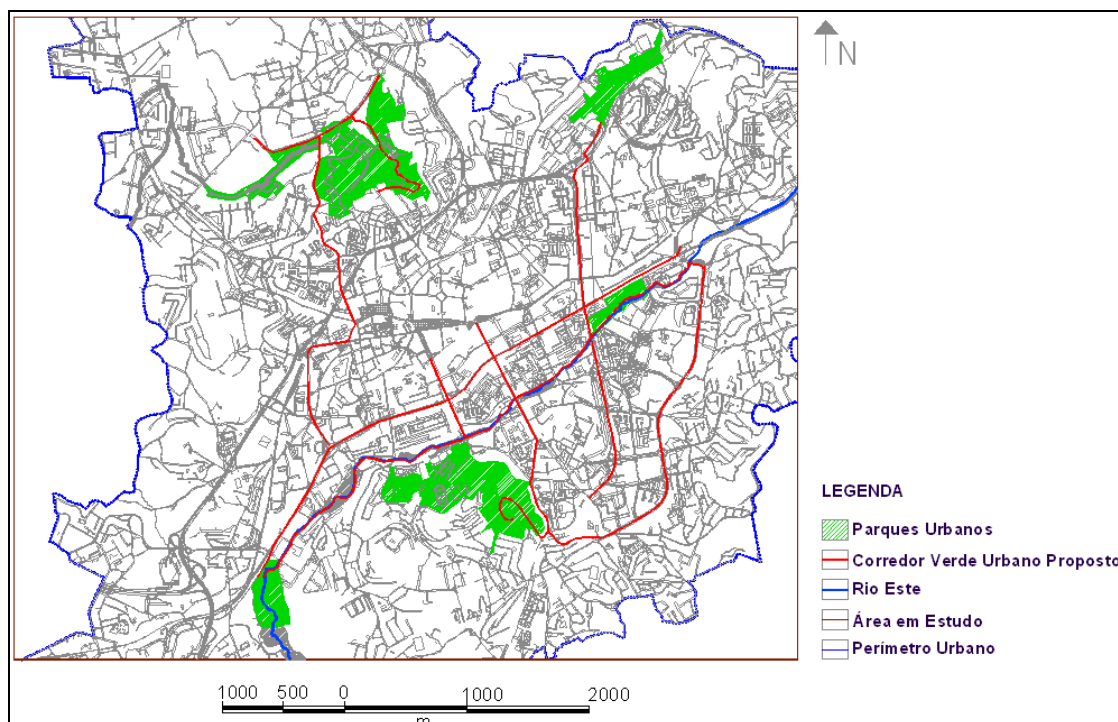 N
LEGENDA
Parques Urbanos
Corredor Verde Urbano Proposto
Rio Este
Área em Estudo
Perímetro Urbano
1000 500 0 1000 2000
m